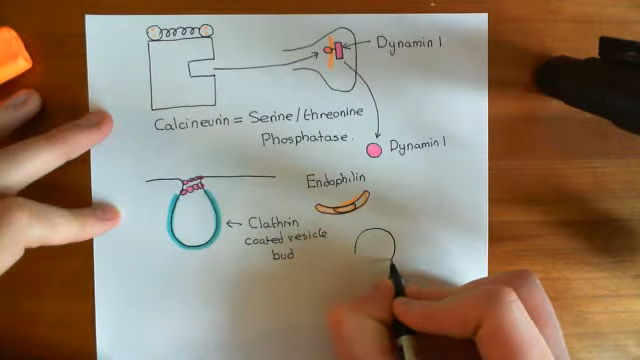 Dynamin 1
Calcineurin = Serine/threonine
Phosphatase.
Dynamin 1
Endophilin
Clathrin
coated vesicle
bud